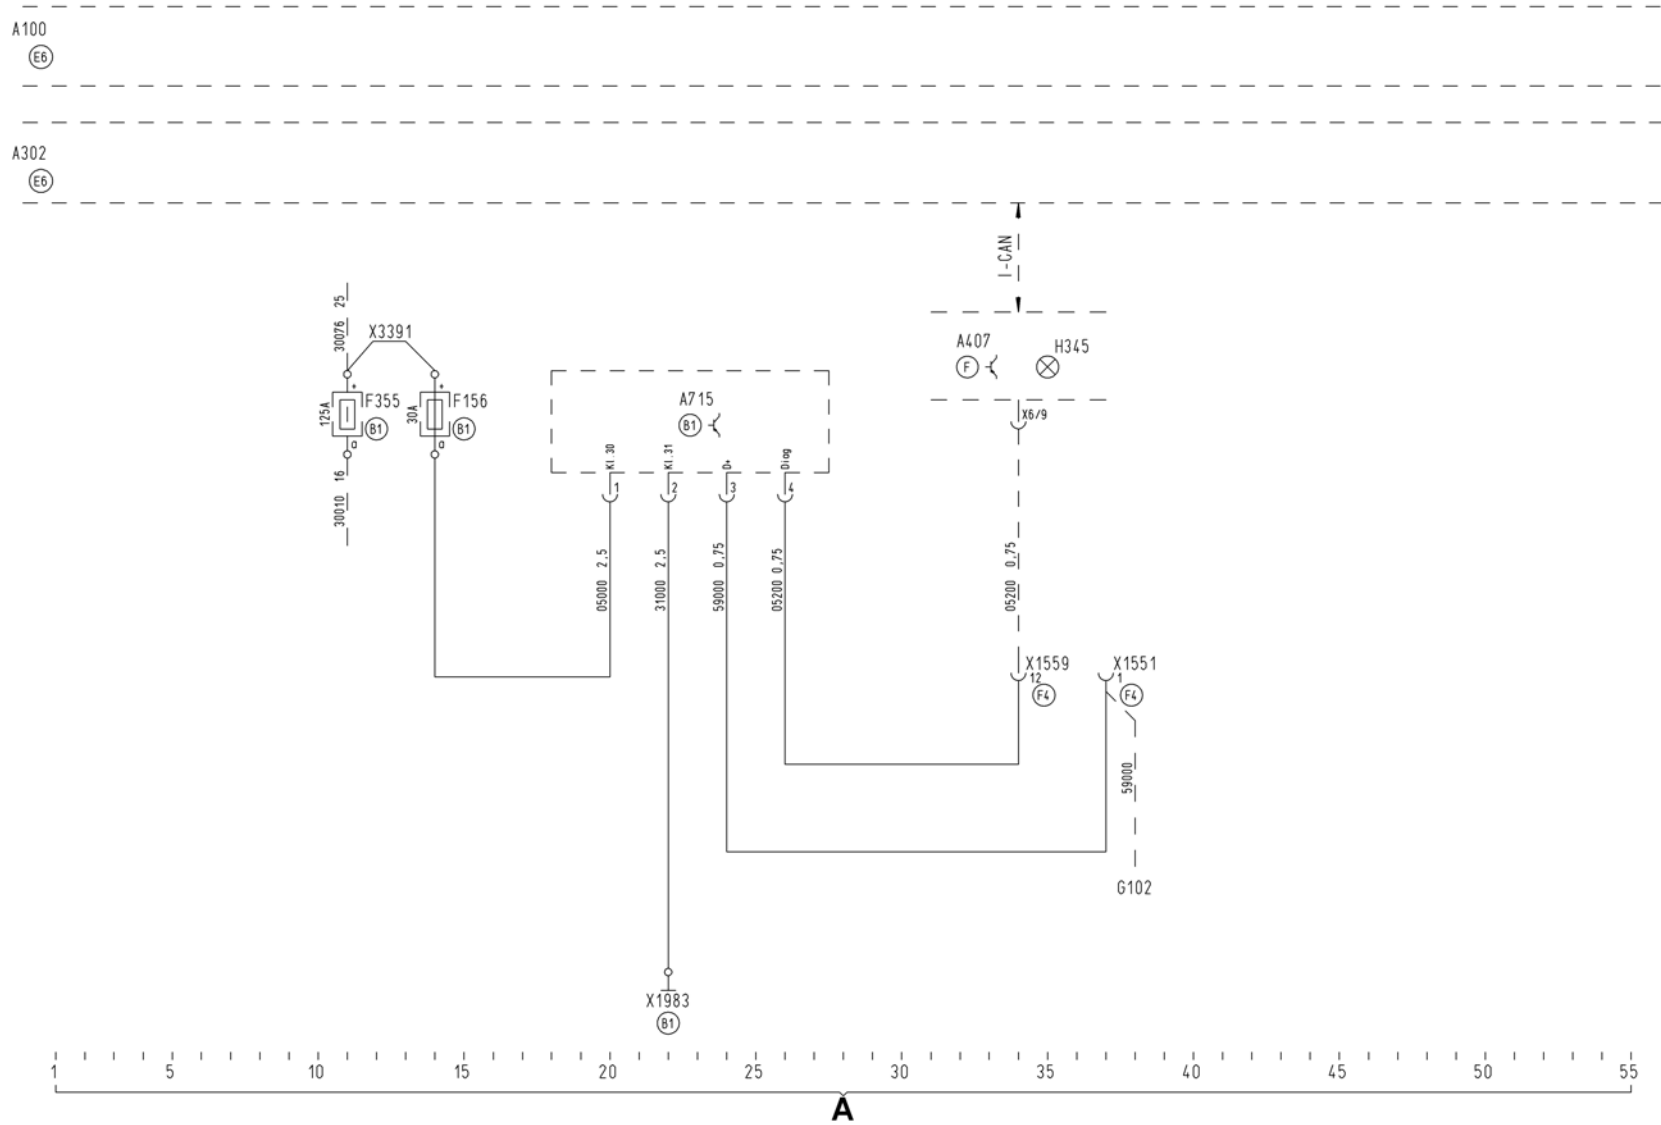 A100
E6
A302
E6
I-CAN
30076 25
X3391
A407
H345
F
125A
+
F355
B1
a
30A
+
F156
B1
a
30010 16
A715
B1
Kl.30
Kl.31
D+
Diag
1
2
3
4
X6/9
05000 2,5
31000 2,5
59000 0,75
05200 0,75
05200 0,75
X1559
12
F4
X1551
1
F4
59000
G102
X1983
B1
1 5 10 15 20 25 30 35 40 45 50 55
A